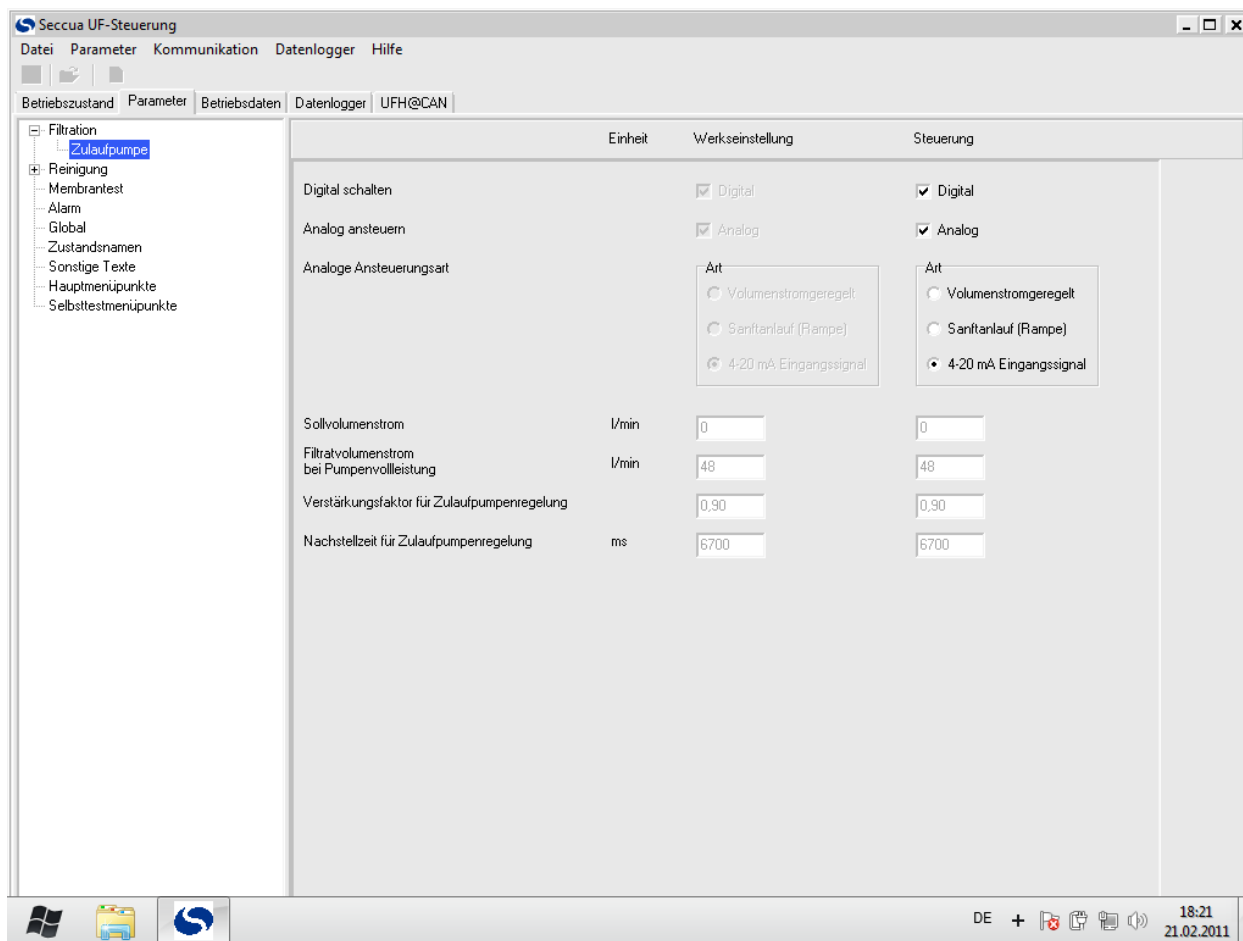 Seccua UF-Steuerung
Datei Parameter Kommunikation Datenlogger Hilfe
Betriebszustand Parameter Betriebsdaten Datenlogger UFH@CAN
Filtration
Zulaufpumpe
Reinigung
Membrantest
Alarm
Global
Zustandsnamen
Sonstige Texte
Hauptmenüpunkte
Selbsttestmenüpunkte
Einheit Werkseinstellung Steuerung
Digital schalten Digital Digital
Analog ansteuern Analog Analog
Analoge Ansteuerungsart Art Art
Volumenstromgeregelt Volumenstromgeregelt
Sanftanlauf (Rampe) Sanftanlauf (Rampe)
4-20 mA Eingangssignal 4-20 mA Eingangssignal
Sollvolumenstrom l/min 0 0
Filtratvolumenstrom
bei Pumpenvollleistung l/min 48 48
Verstärkungsfaktor für Zulaufpumpenregelung 0,90 0,90
Nachstellzeit für Zulaufpumpenregelung ms 6700 6700
DE 18:21
21.02.2011